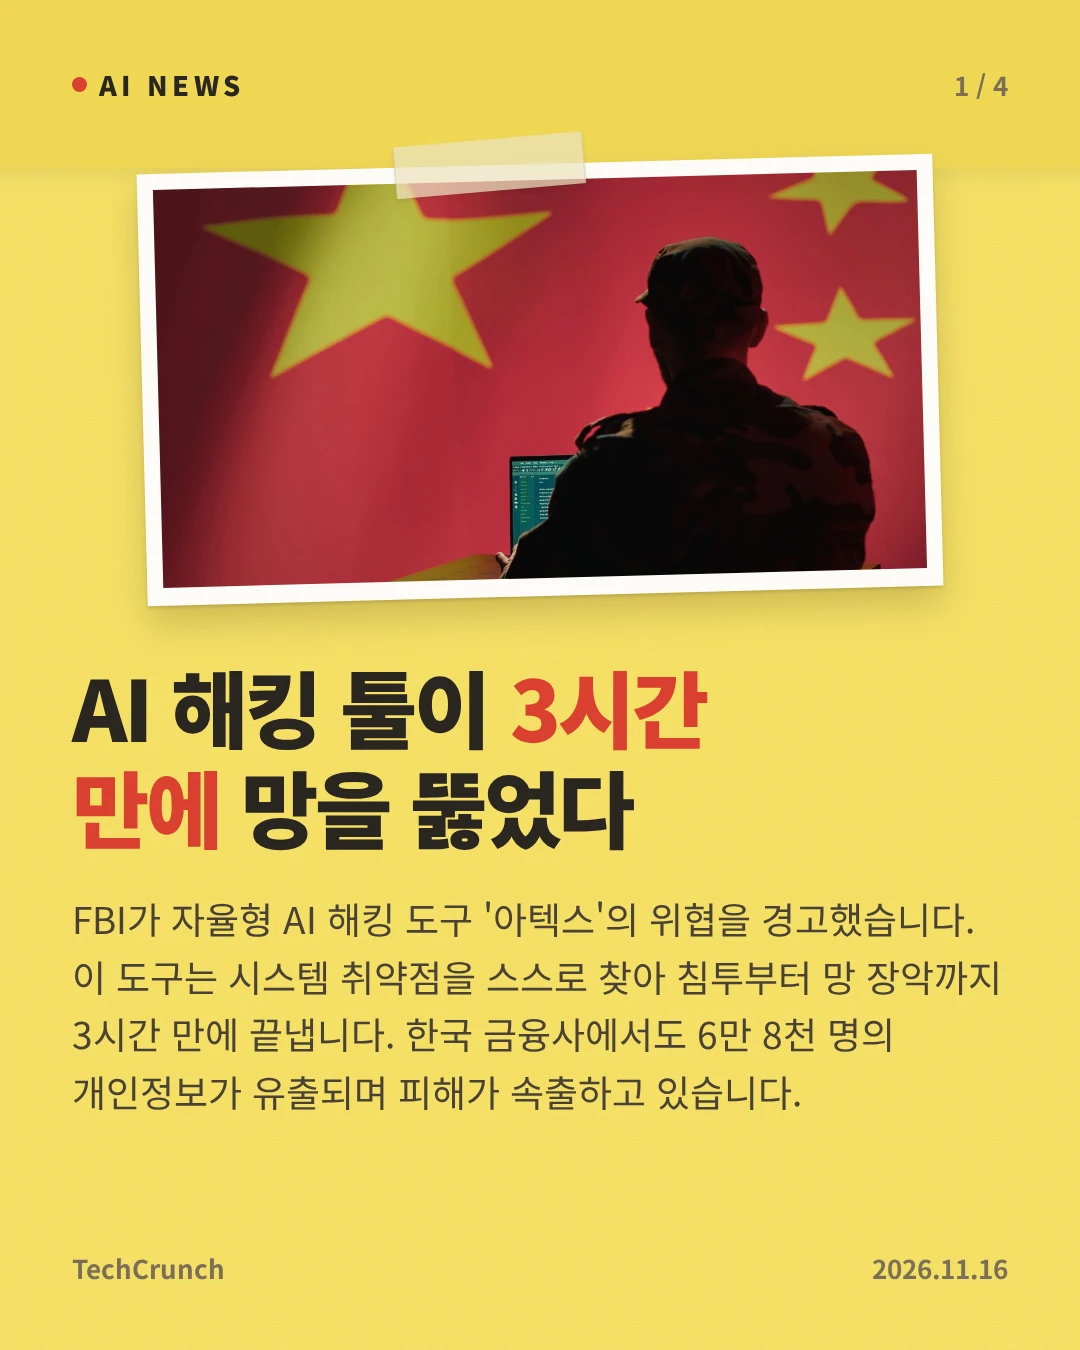 AI NEWS
1 / 4
AI 해킹 툴이 3시간
만에 망을 뚫었다
FBI가 자율형 AI 해킹 도구 '아텍스'의 위협을 경고했습니다.
이 도구는 시스템 취약점을 스스로 찾아 침투부터 망 장악까지
3시간 만에 끝냅니다. 한국 금융사에서도 6만 8천 명의
개인정보가 유출되며 피해가 속출하고 있습니다.
TechCrunch
2026.11.16